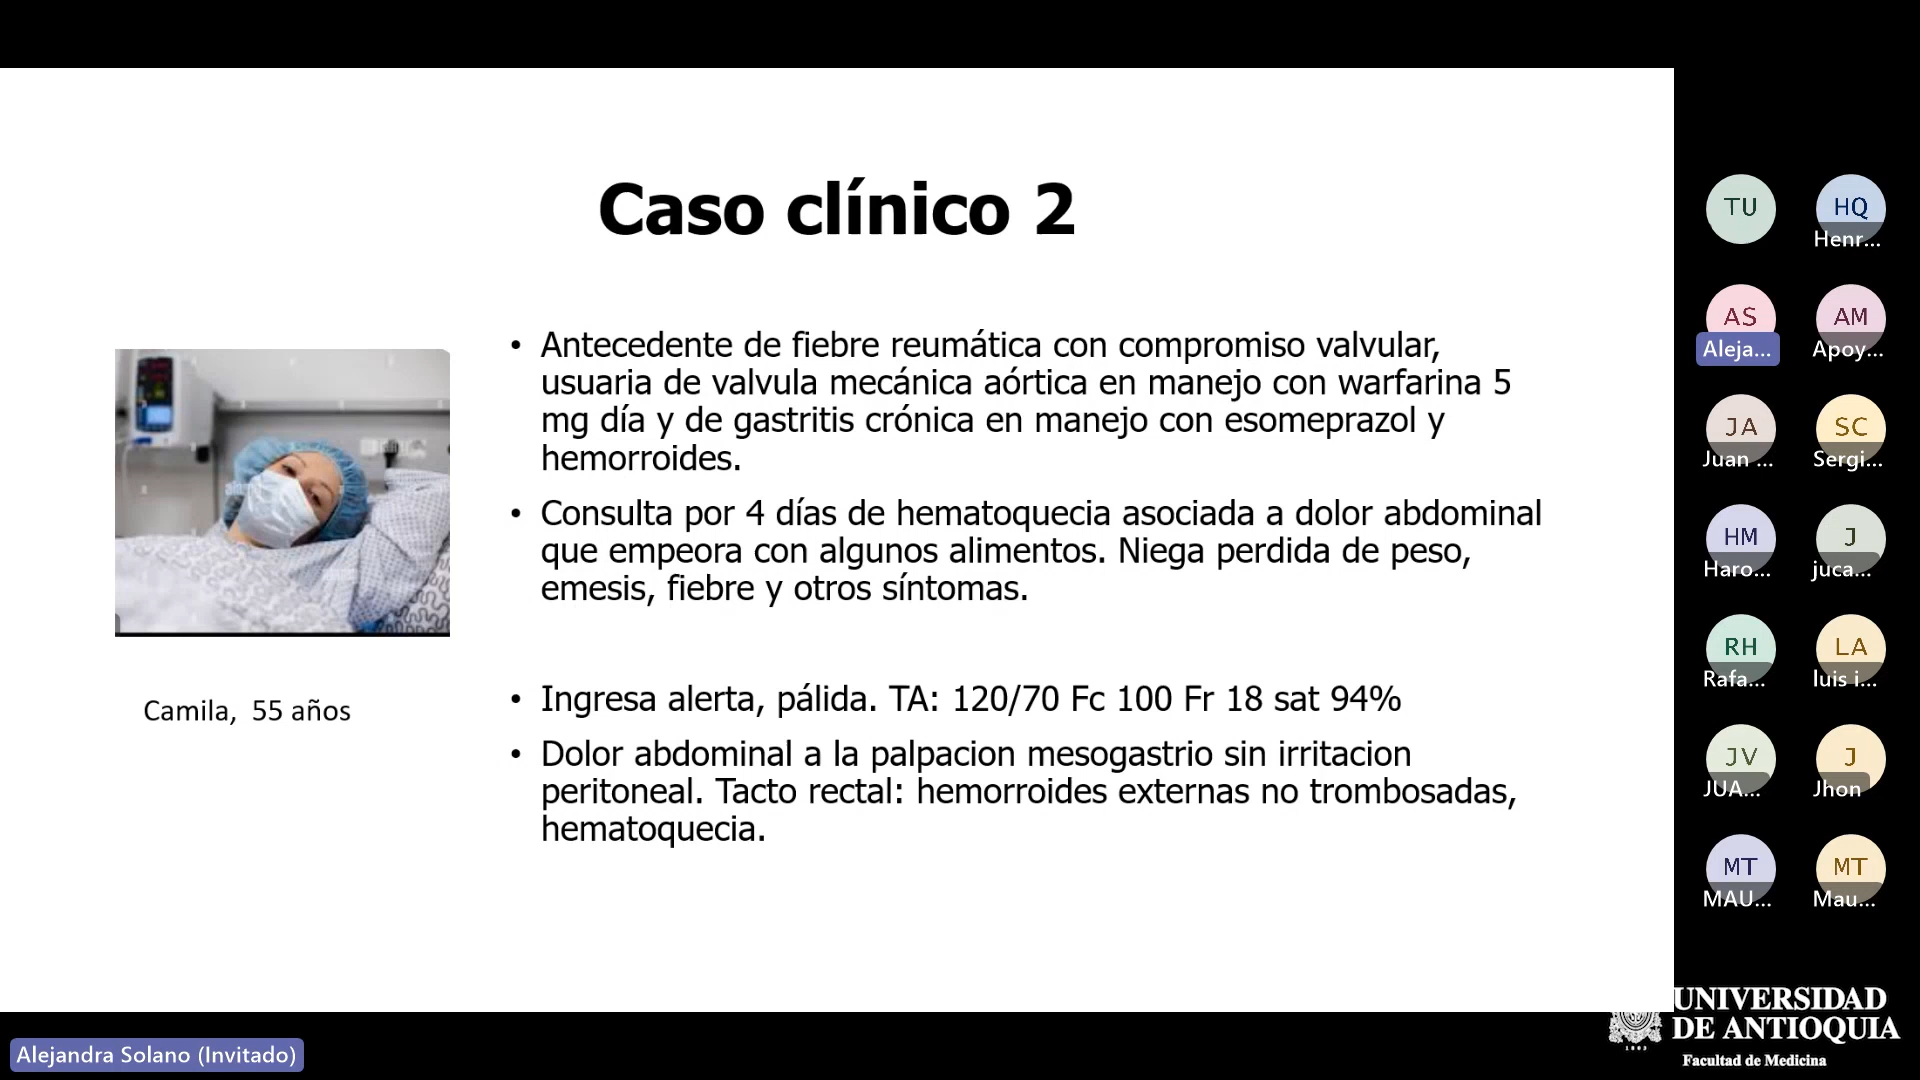 Caso clínico 2
• Antecedente de fiebre reumática con compromiso valvular,
usuaria de valvula mecánica aórtica en manejo con warfarina 5
mg día y de gastritis crónica en manejo con esomeprazol y
hemorroides.
• Consulta por 4 días de hematoquecia asociada a dolor abdominal
que empeora con algunos alimentos. Niega perdida de peso,
emesis, fiebre y otros síntomas.
• Ingresa alerta, pálida. TA: 120/70 Fc 100 Fr 18 sat 94%
• Dolor abdominal a la palpacion mesogastrio sin irritacion
peritoneal. Tacto rectal: hemorroides externas no trombosadas,
hematoquecia.
Camila, 55 años
TU
HQ
Henr...
AS
Aleja...
AM
Apoy...
JA
Juan ...
SC
Sergi...
HM
Haro...
J
juca...
RH
Rafa...
LA
luis i...
JV
JUA...
J
Jhon
MT
MAU...
MT
Mau...
UNIVERSIDAD
DE ANTIOQUIA
Facultad de Medicina
1803
Alejandra Solano (Invitado)